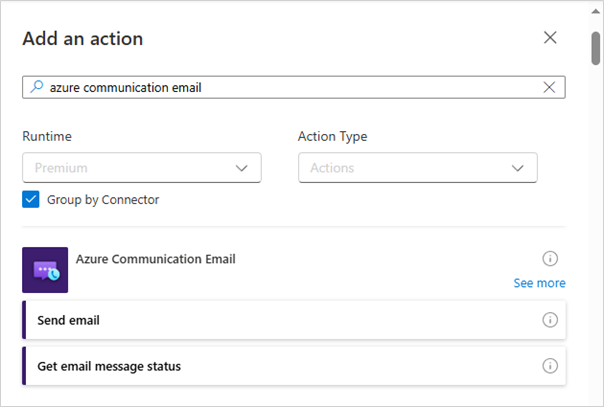 Add an action
azure communication email
Runtime
Action Type
Premium
Actions
Group by Connector
Azure Communication Email
See more
Send email
Get email message status